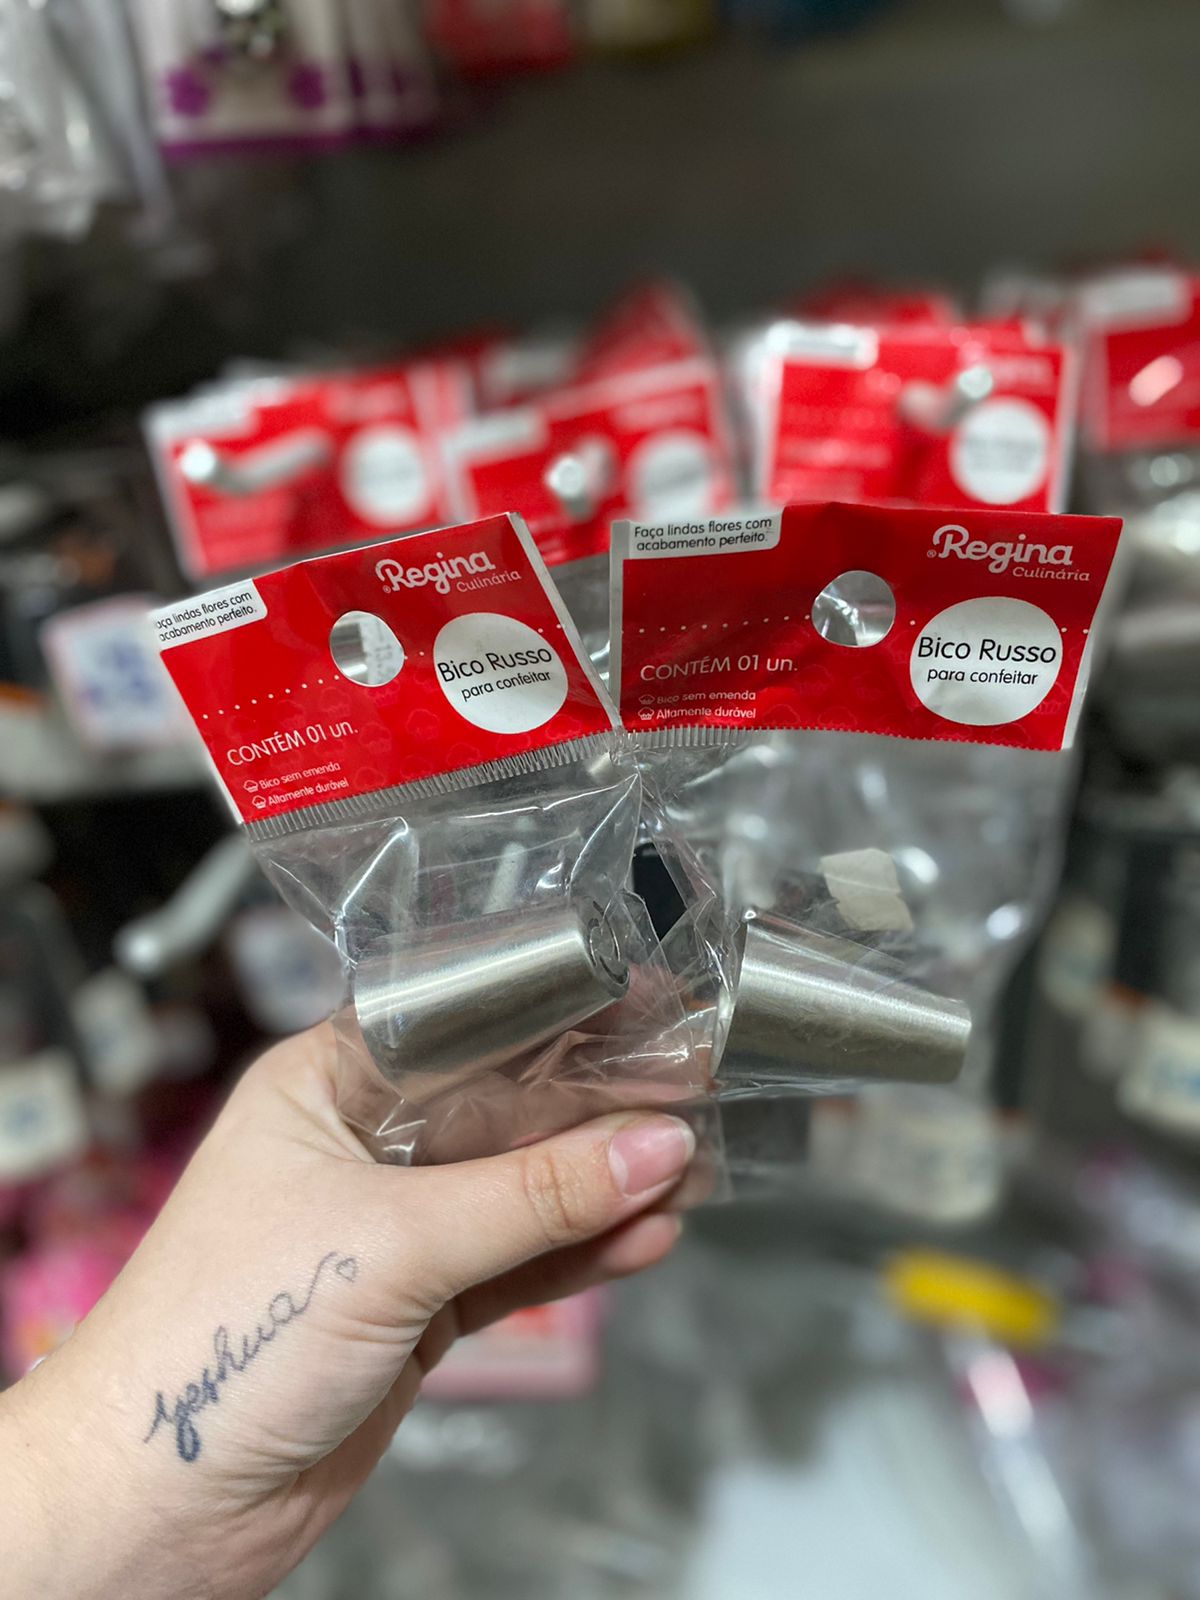 aça lindas flores com
acabamento perfeito.
®Regina
Culinária
Bico Russo
para confeitar
CONTÉM 01 un.
Bico sem emenda
Altamente durável
Faça lindas flores com
acabamento perfeito.
®Regina
Culinária
Bico Russo
para confeitar
CONTÉM 01 un.
Bico sem emenda
Altamente durável
yeshua